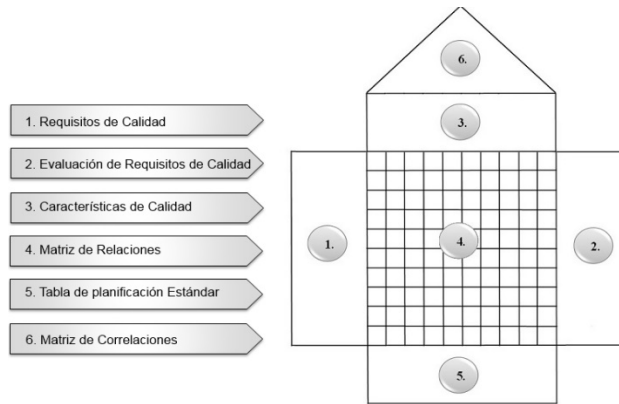 1. Requisitos de Calidad
2. Evaluación de Requisitos de Calidad
3. Características de Calidad
4. Matriz de Relaciones
5. Tabla de planificación Estándar
6. Matriz de Correlaciones
6.
3.
1.
4.
2.
5.